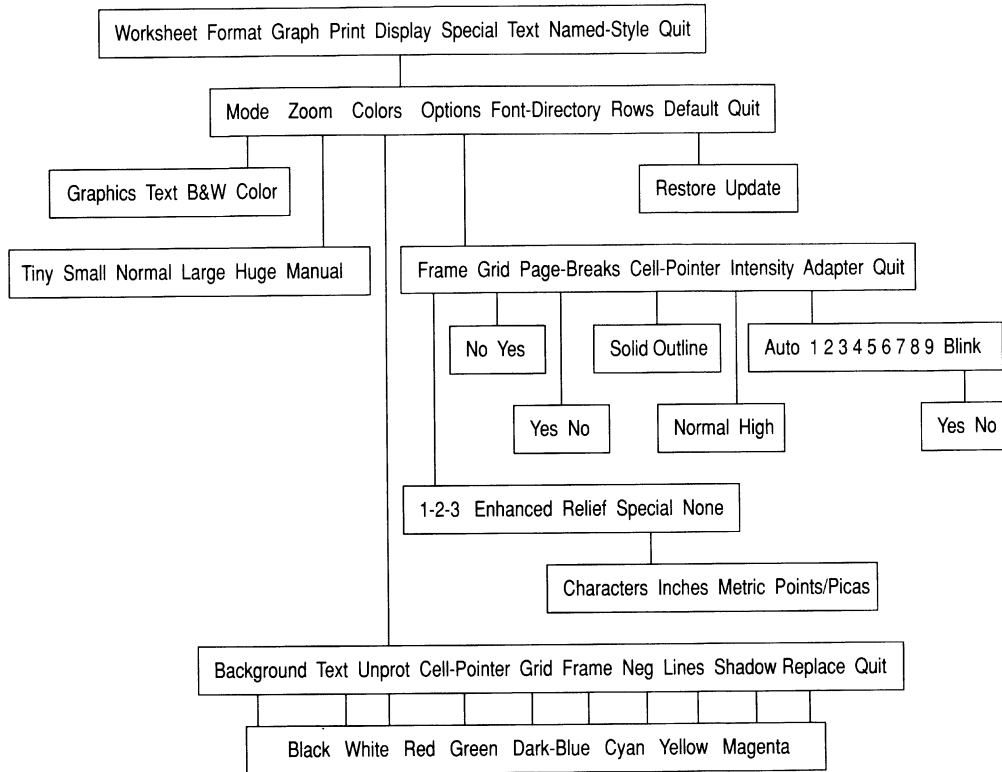 Worksheet Format Graph Print Display Special Text Named-Style Quit
Mode Zoom Colors Options Font-Directory Rows Default Quit
Graphics Text B&W Color
Restore Update
Tiny Small Normal Large Huge Manual
Frame Grid Page-Breaks Cell-Pointer Intensity Adapter Quit
No Yes
Solid Outline
Auto 1 2 3 4 5 6 7 8 9 Blink
Yes No
Normal High
Yes No
1-2-3 Enhanced Relief Special None
Characters Inches Metric Points/Picas
Background Text Unprot Cell-Pointer Grid Frame Neg Lines Shadow Replace Quit
Black White Red Green Dark-Blue Cyan Yellow Magenta